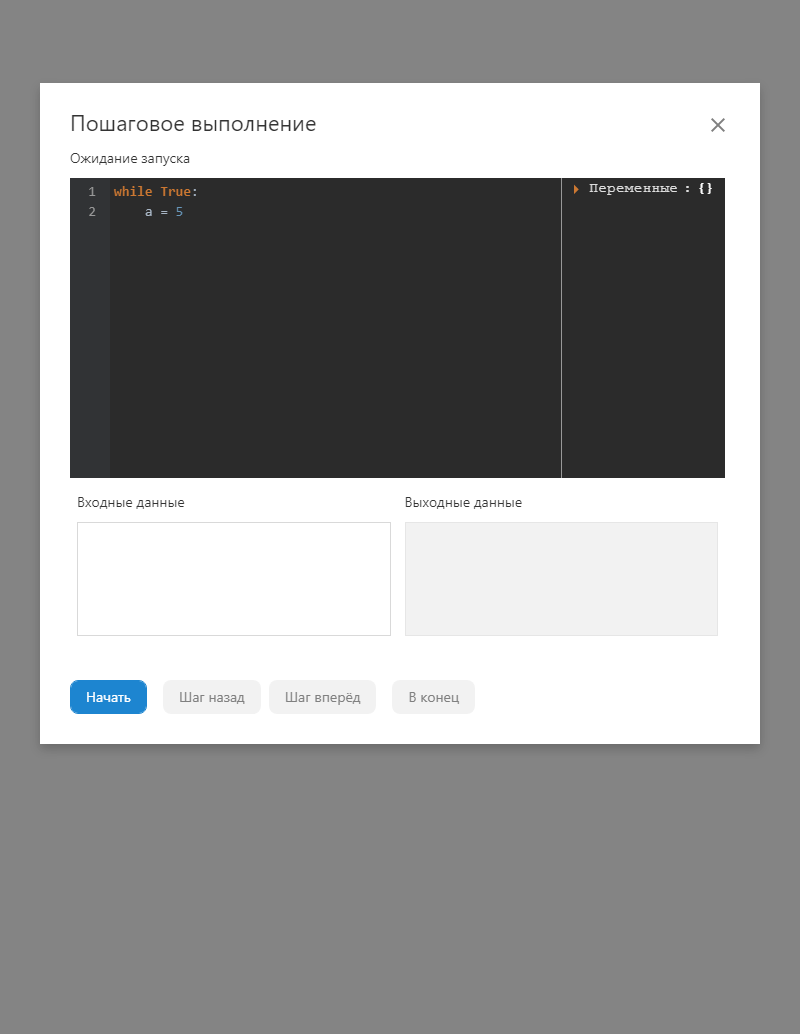 Пошаговое выполнение
Ожидание запуска
1 while True:
2     a = 5
Переменные : {}
Входные данные
Выходные данные
Начать
Шаг назад
Шаг вперёд
В конец